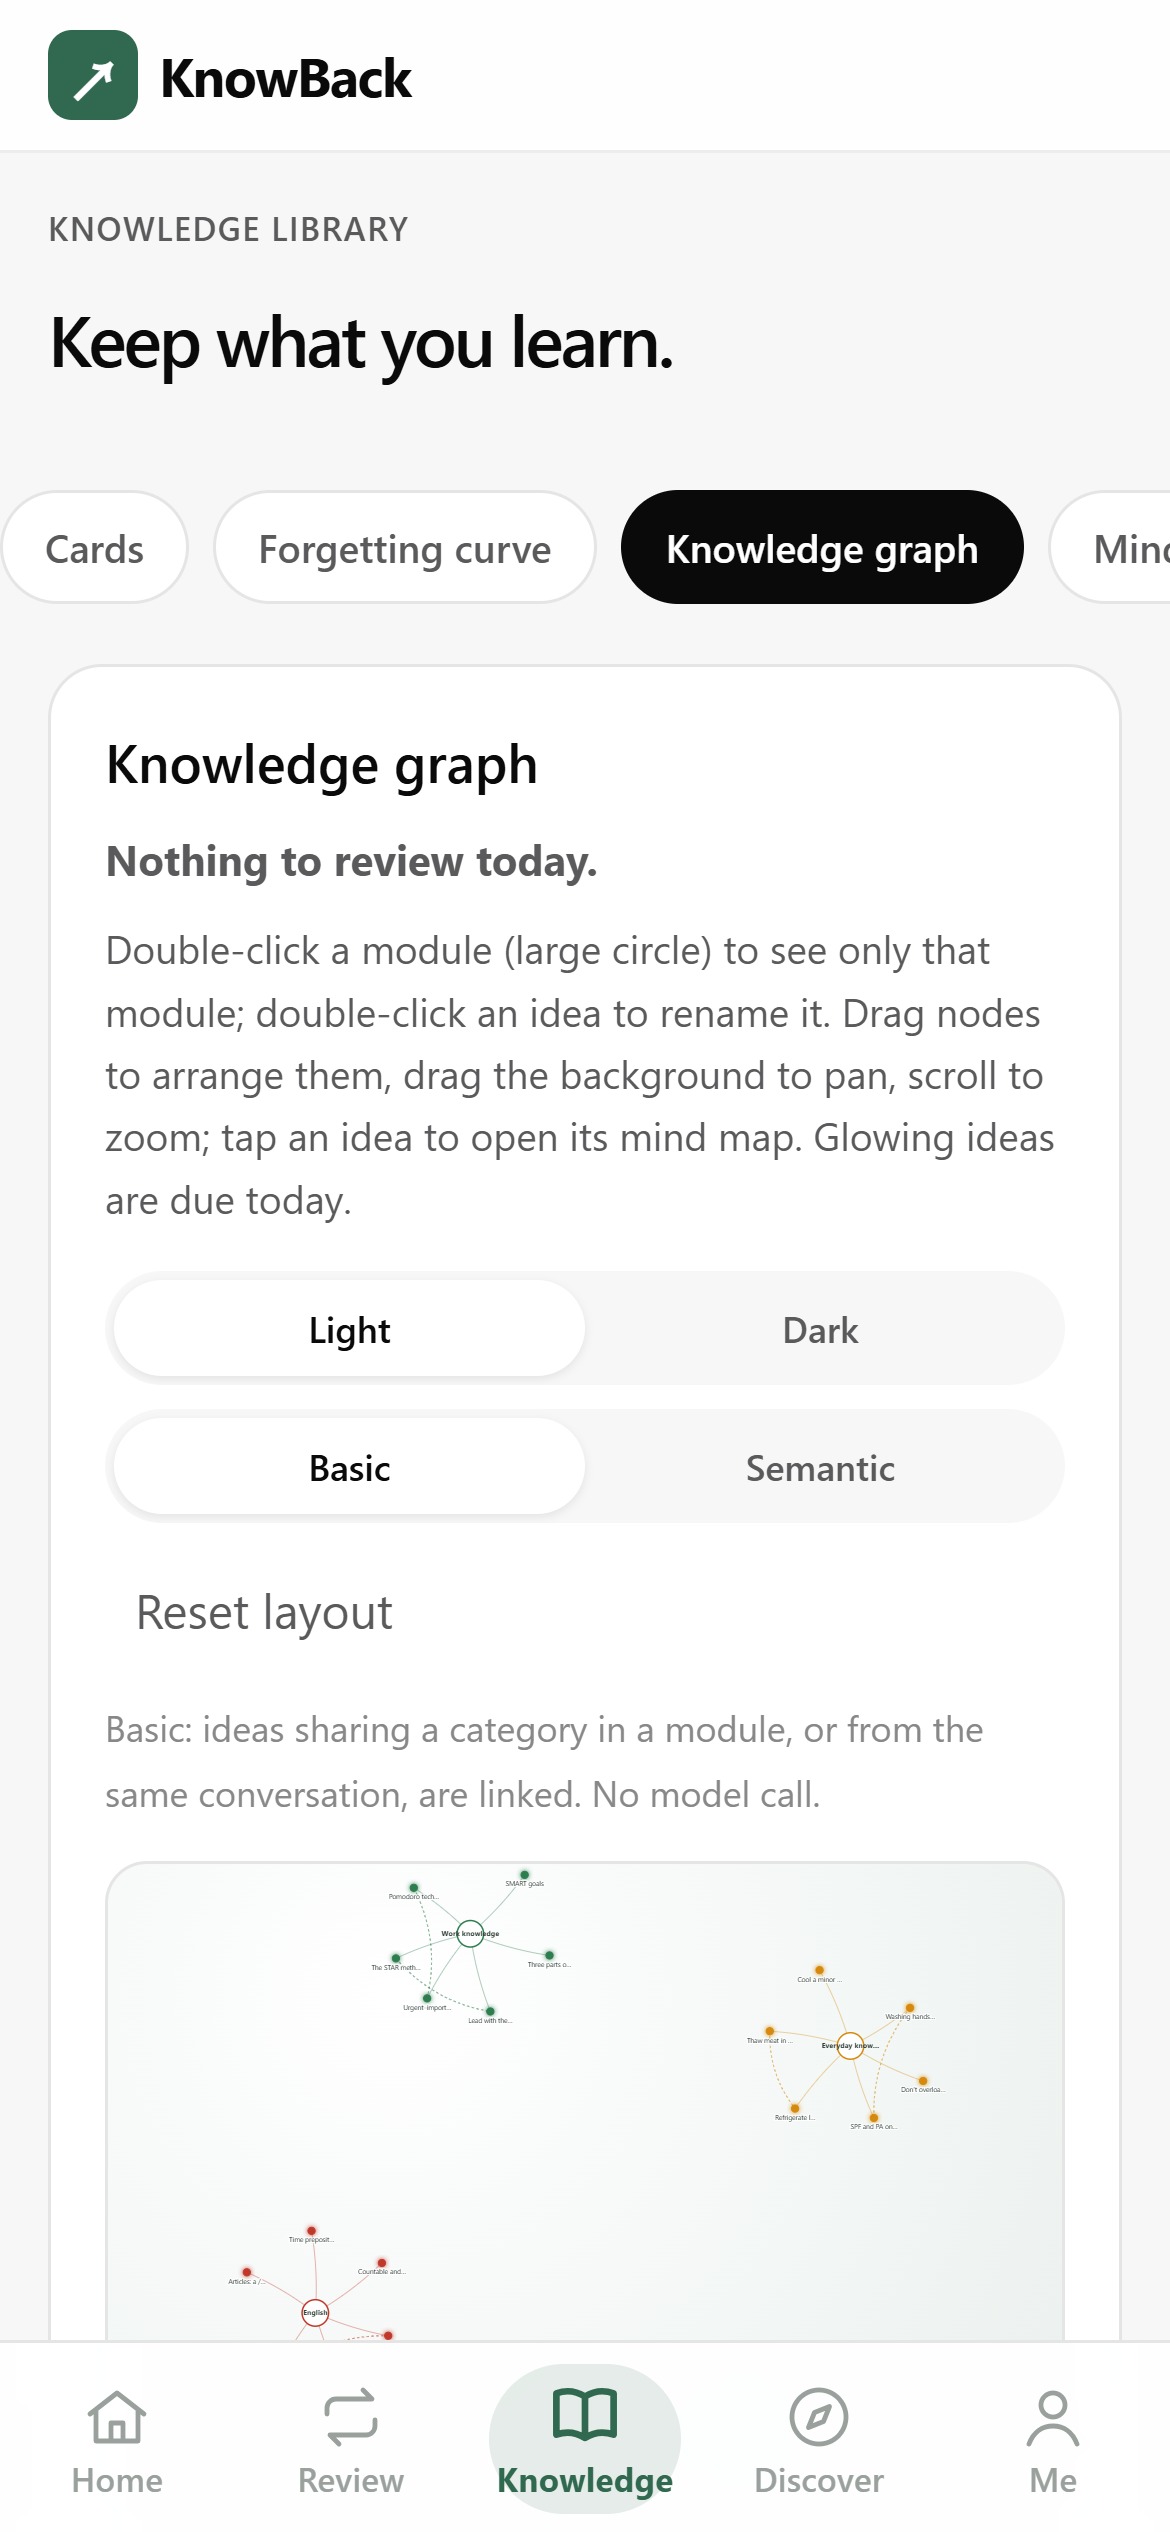 KnowBack
KNOWLEDGE LIBRARY
Keep what you learn.
Cards
Forgetting curve
Knowledge graph
Mind
Knowledge graph
Nothing to review today.
Double-click a module (large circle) to see only that
module; double-click an idea to rename it. Drag nodes
to arrange them, drag the background to pan, scroll to
zoom; tap an idea to open its mind map. Glowing ideas
are due today.
Light
Dark
Basic
Semantic
Reset layout
Basic: ideas sharing a category in a module, or from the
same conversation, are linked. No model call.
SMART goals
Pomodoro tech...
Work knowledge
Three parts o...
The STAR meth...
Urgent·import...
Lead with the...
Cool a minor ...
Washing hands...
Thaw meat in ...
Everyday know...
Don't overloa...
Refrigerate l...
SPF and PA on...
Time preposit...
Countable and...
Articles: a /...
English
Home
Review
Knowledge
Discover
Me